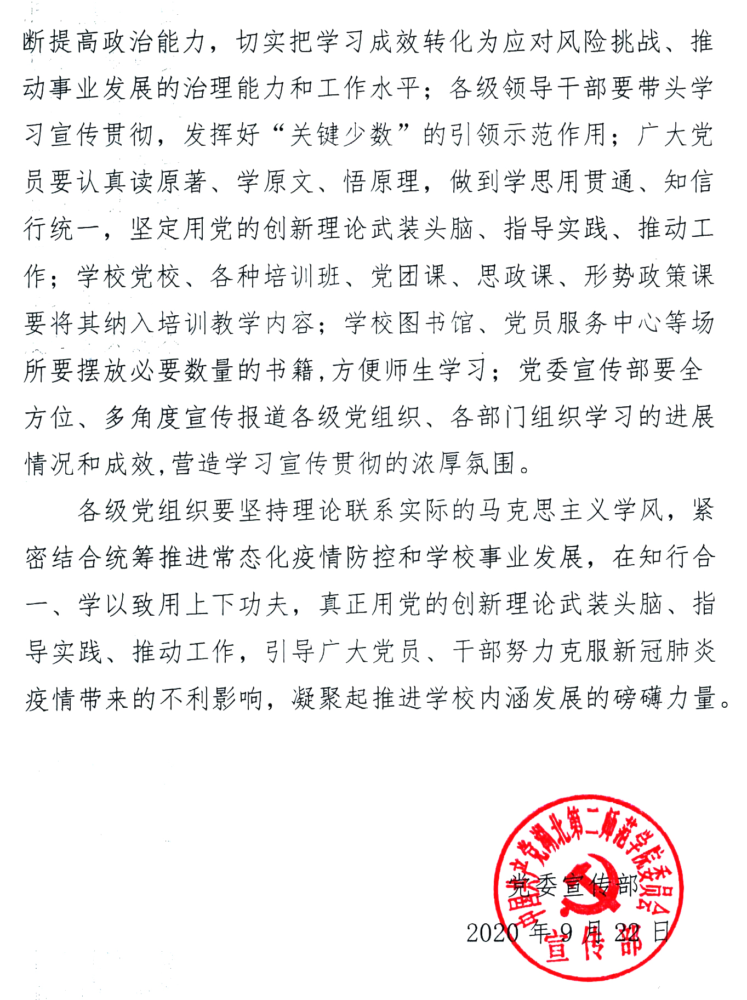 断提高政治能力，切实把学习成效转化为应对风险挑战、推
动事业发展的治理能力和工作水平；各级领导干部要带头学
习宣传贯彻，发挥好“关键少数”的引领示范作用；广大党
员要认真读原著、学原文、悟原理，做到学思用贯通、知信
行统一，坚定用党的创新理论武装头脑、指导实践、推动工
作；学校党校、各种培训班、党团课、思政课、形势政策课
要将其纳入培训教学内容；学校图书馆、党员服务中心等场
所要摆放必要数量的书籍,方便师生学习；党委宣传部要全
方位、多角度宣传报道各级党组织、各部门组织学习的进展
情况和成效,营造学习宣传贯彻的浓厚氛围。
各级党组织要坚持理论联系实际的马克思主义学风，紧
密结合统筹推进常态化疫情防控和学校事业发展，在知行合
一、学以致用上下功夫，真正用党的创新理论武装头脑、指
导实践、推动工作，引导广大党员、干部努力克服新冠肺炎
疫情带来的不利影响，凝聚起推进学校内涵发展的磅礴力量。
中国共产党湖北第二师范学院委员会
党委宣传部
2020 年 9 月 22 日
宣传部